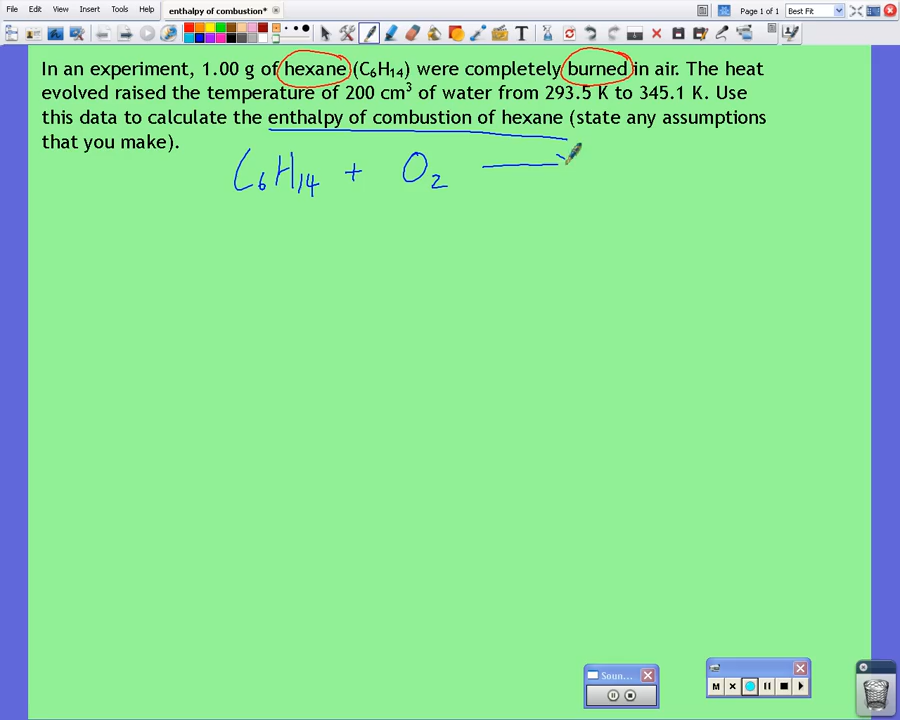 File Edit View Insert Tools Help enthalpy of combustion* Page 1 of 1 Best Fit
In an experiment, 1.00 g of hexane (C₆H₁₄) were completely burned in air. The heat
evolved raised the temperature of 200 cm³ of water from 293.5 K to 345.1 K. Use
this data to calculate the enthalpy of combustion of hexane (state any assumptions
that you make).
C₆H₁₄ + O₂ →
Soun...
M